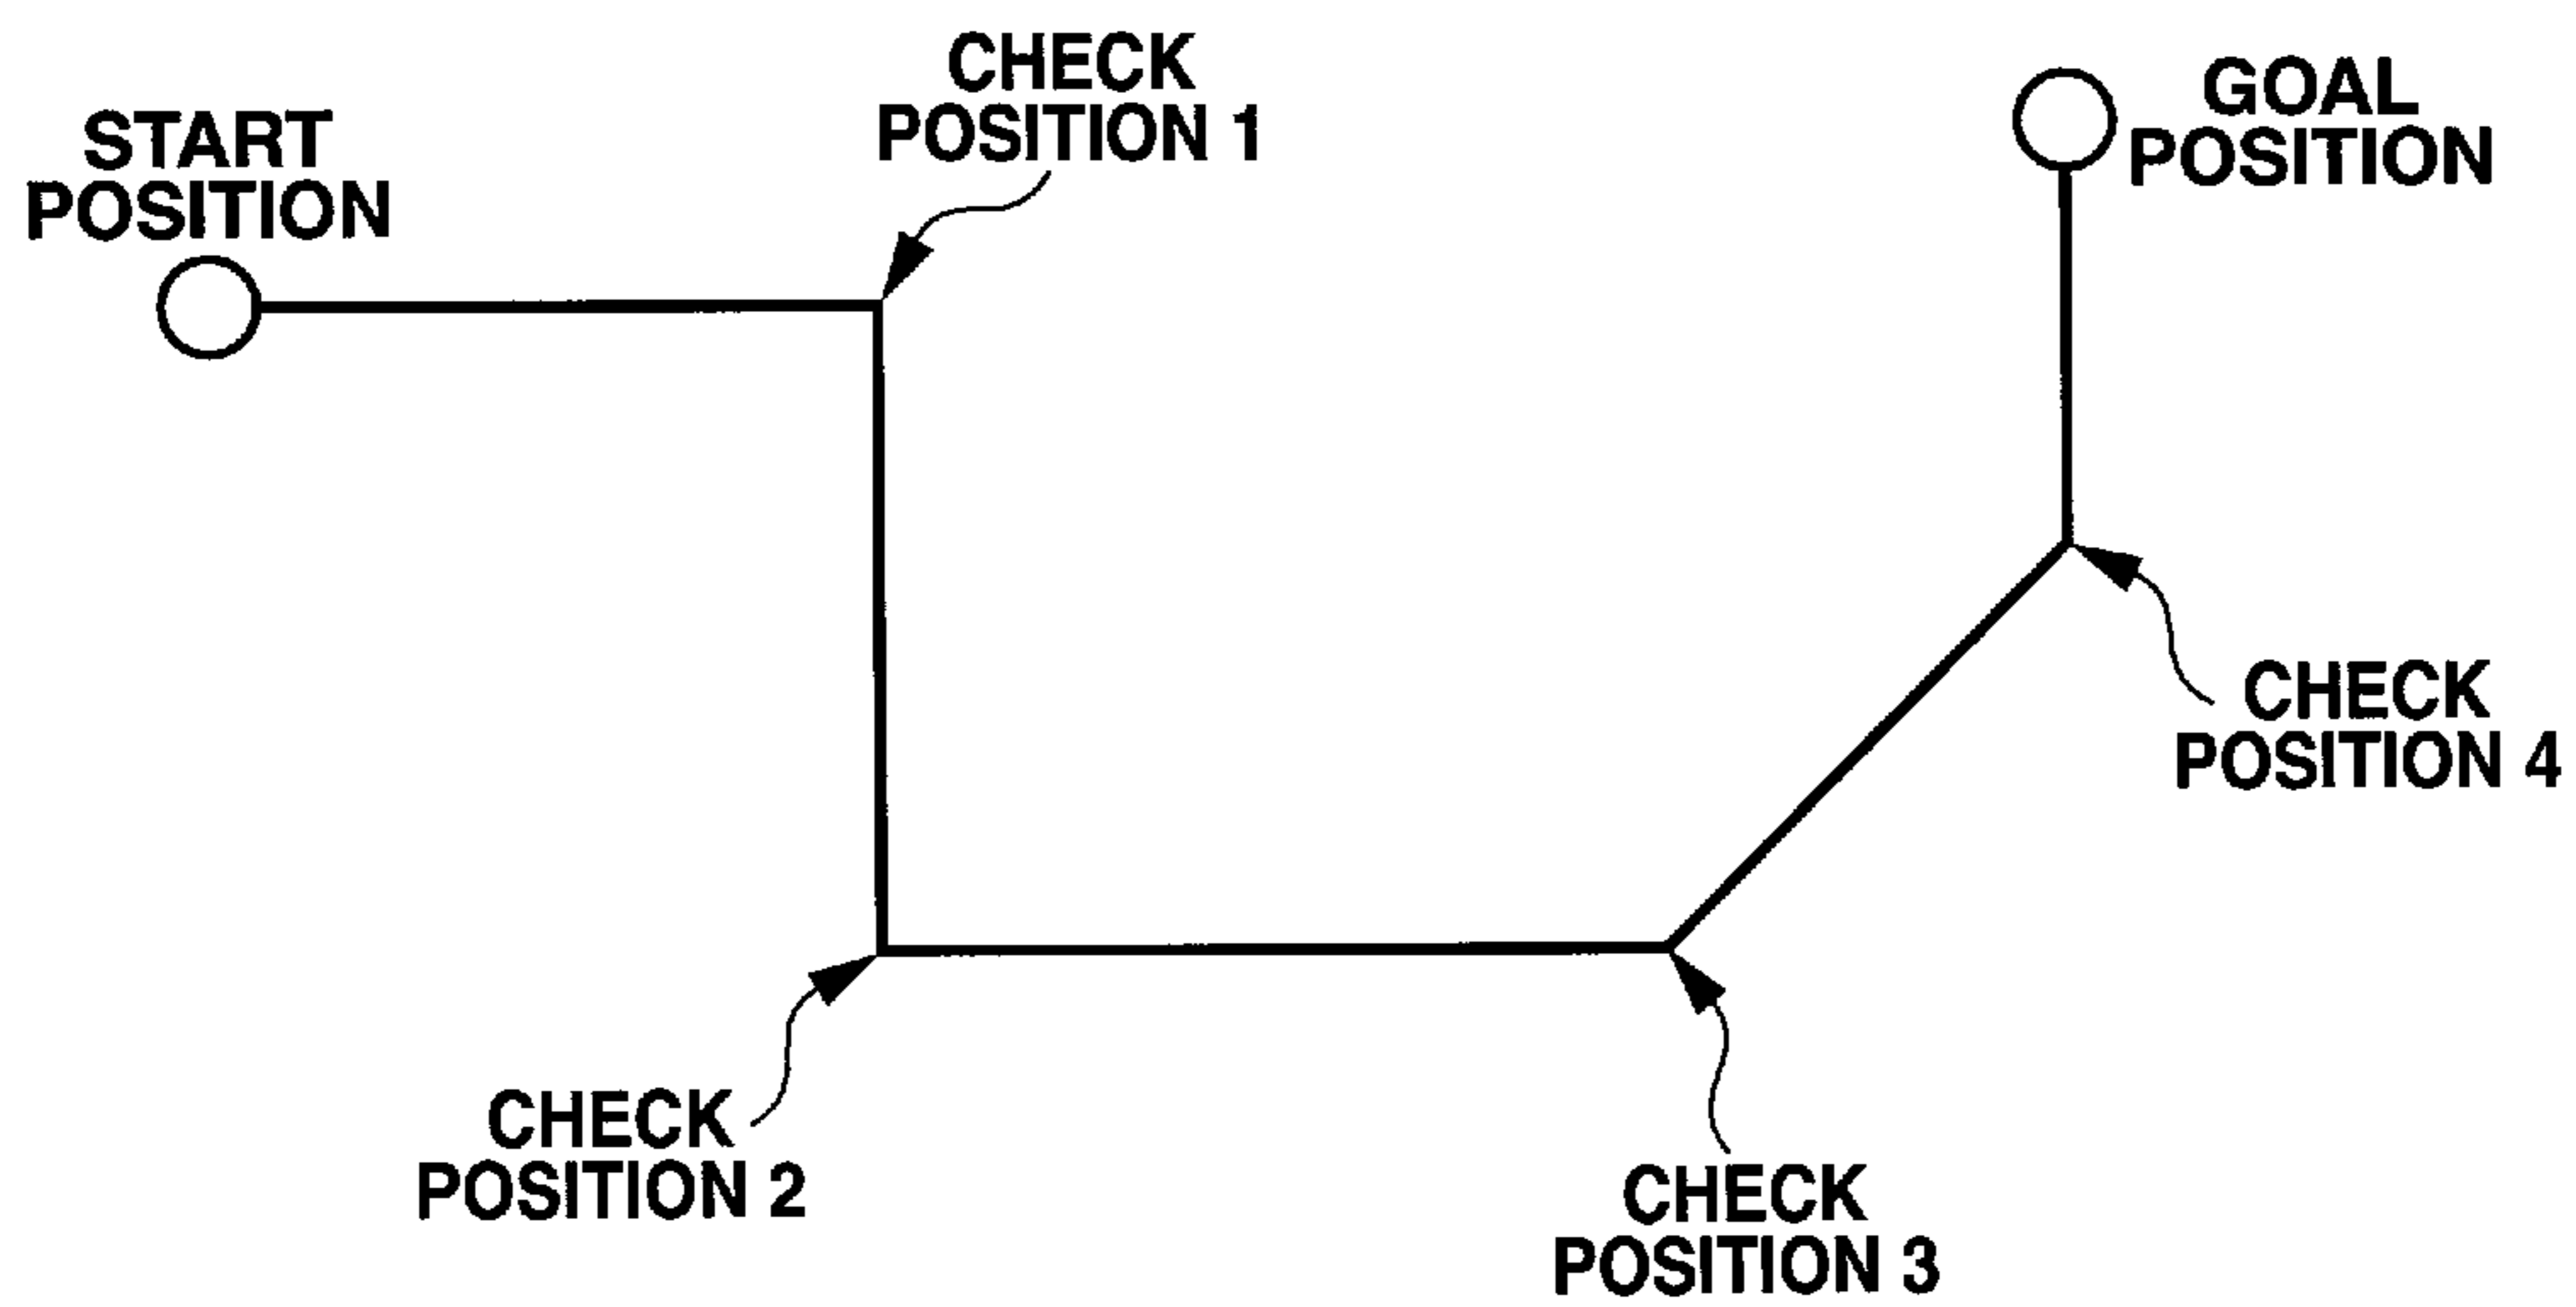 START
POSITION
CHECK
POSITION 1
GOAL
POSITION
CHECK
POSITION 4
CHECK
POSITION 2
CHECK
POSITION 3